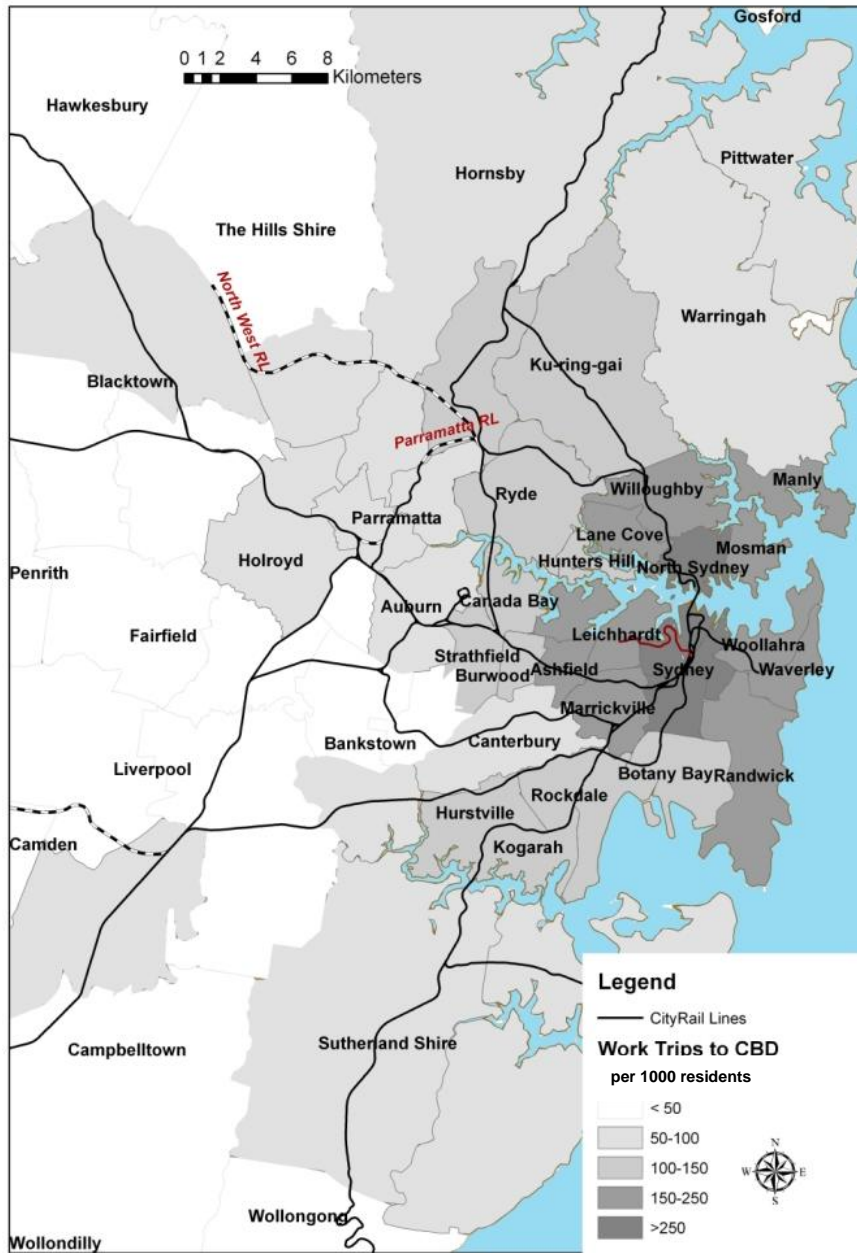 Gosford
0 1 2 4 6 8
Kilometers
Hawkesbury
Pittwater
Hornsby
The Hills Shire
North West RL
Warringah
Ku-ring-gai
Blacktown
Parramatta RL
Manly
Willoughby
Ryde
Parramatta
Lane Cove
Mosman
Holroyd
Hunters Hill
North Sydney
Penrith
Auburn
Canada Bay
Fairfield
Leichhardt
Woollahra
Strathfield
Ashfield
Sydney
Waverley
Burwood
Marrickville
Bankstown
Canterbury
Liverpool
Botany Bay
Randwick
Rockdale
Hurstville
Camden
Kogarah
Legend
CityRail Lines
Work Trips to CBD
per 1000 residents
< 50
50-100
100-150
150-250
>250
N
W
E
S
Campbelltown
Sutherland Shire
Wollongong
Wollondilly